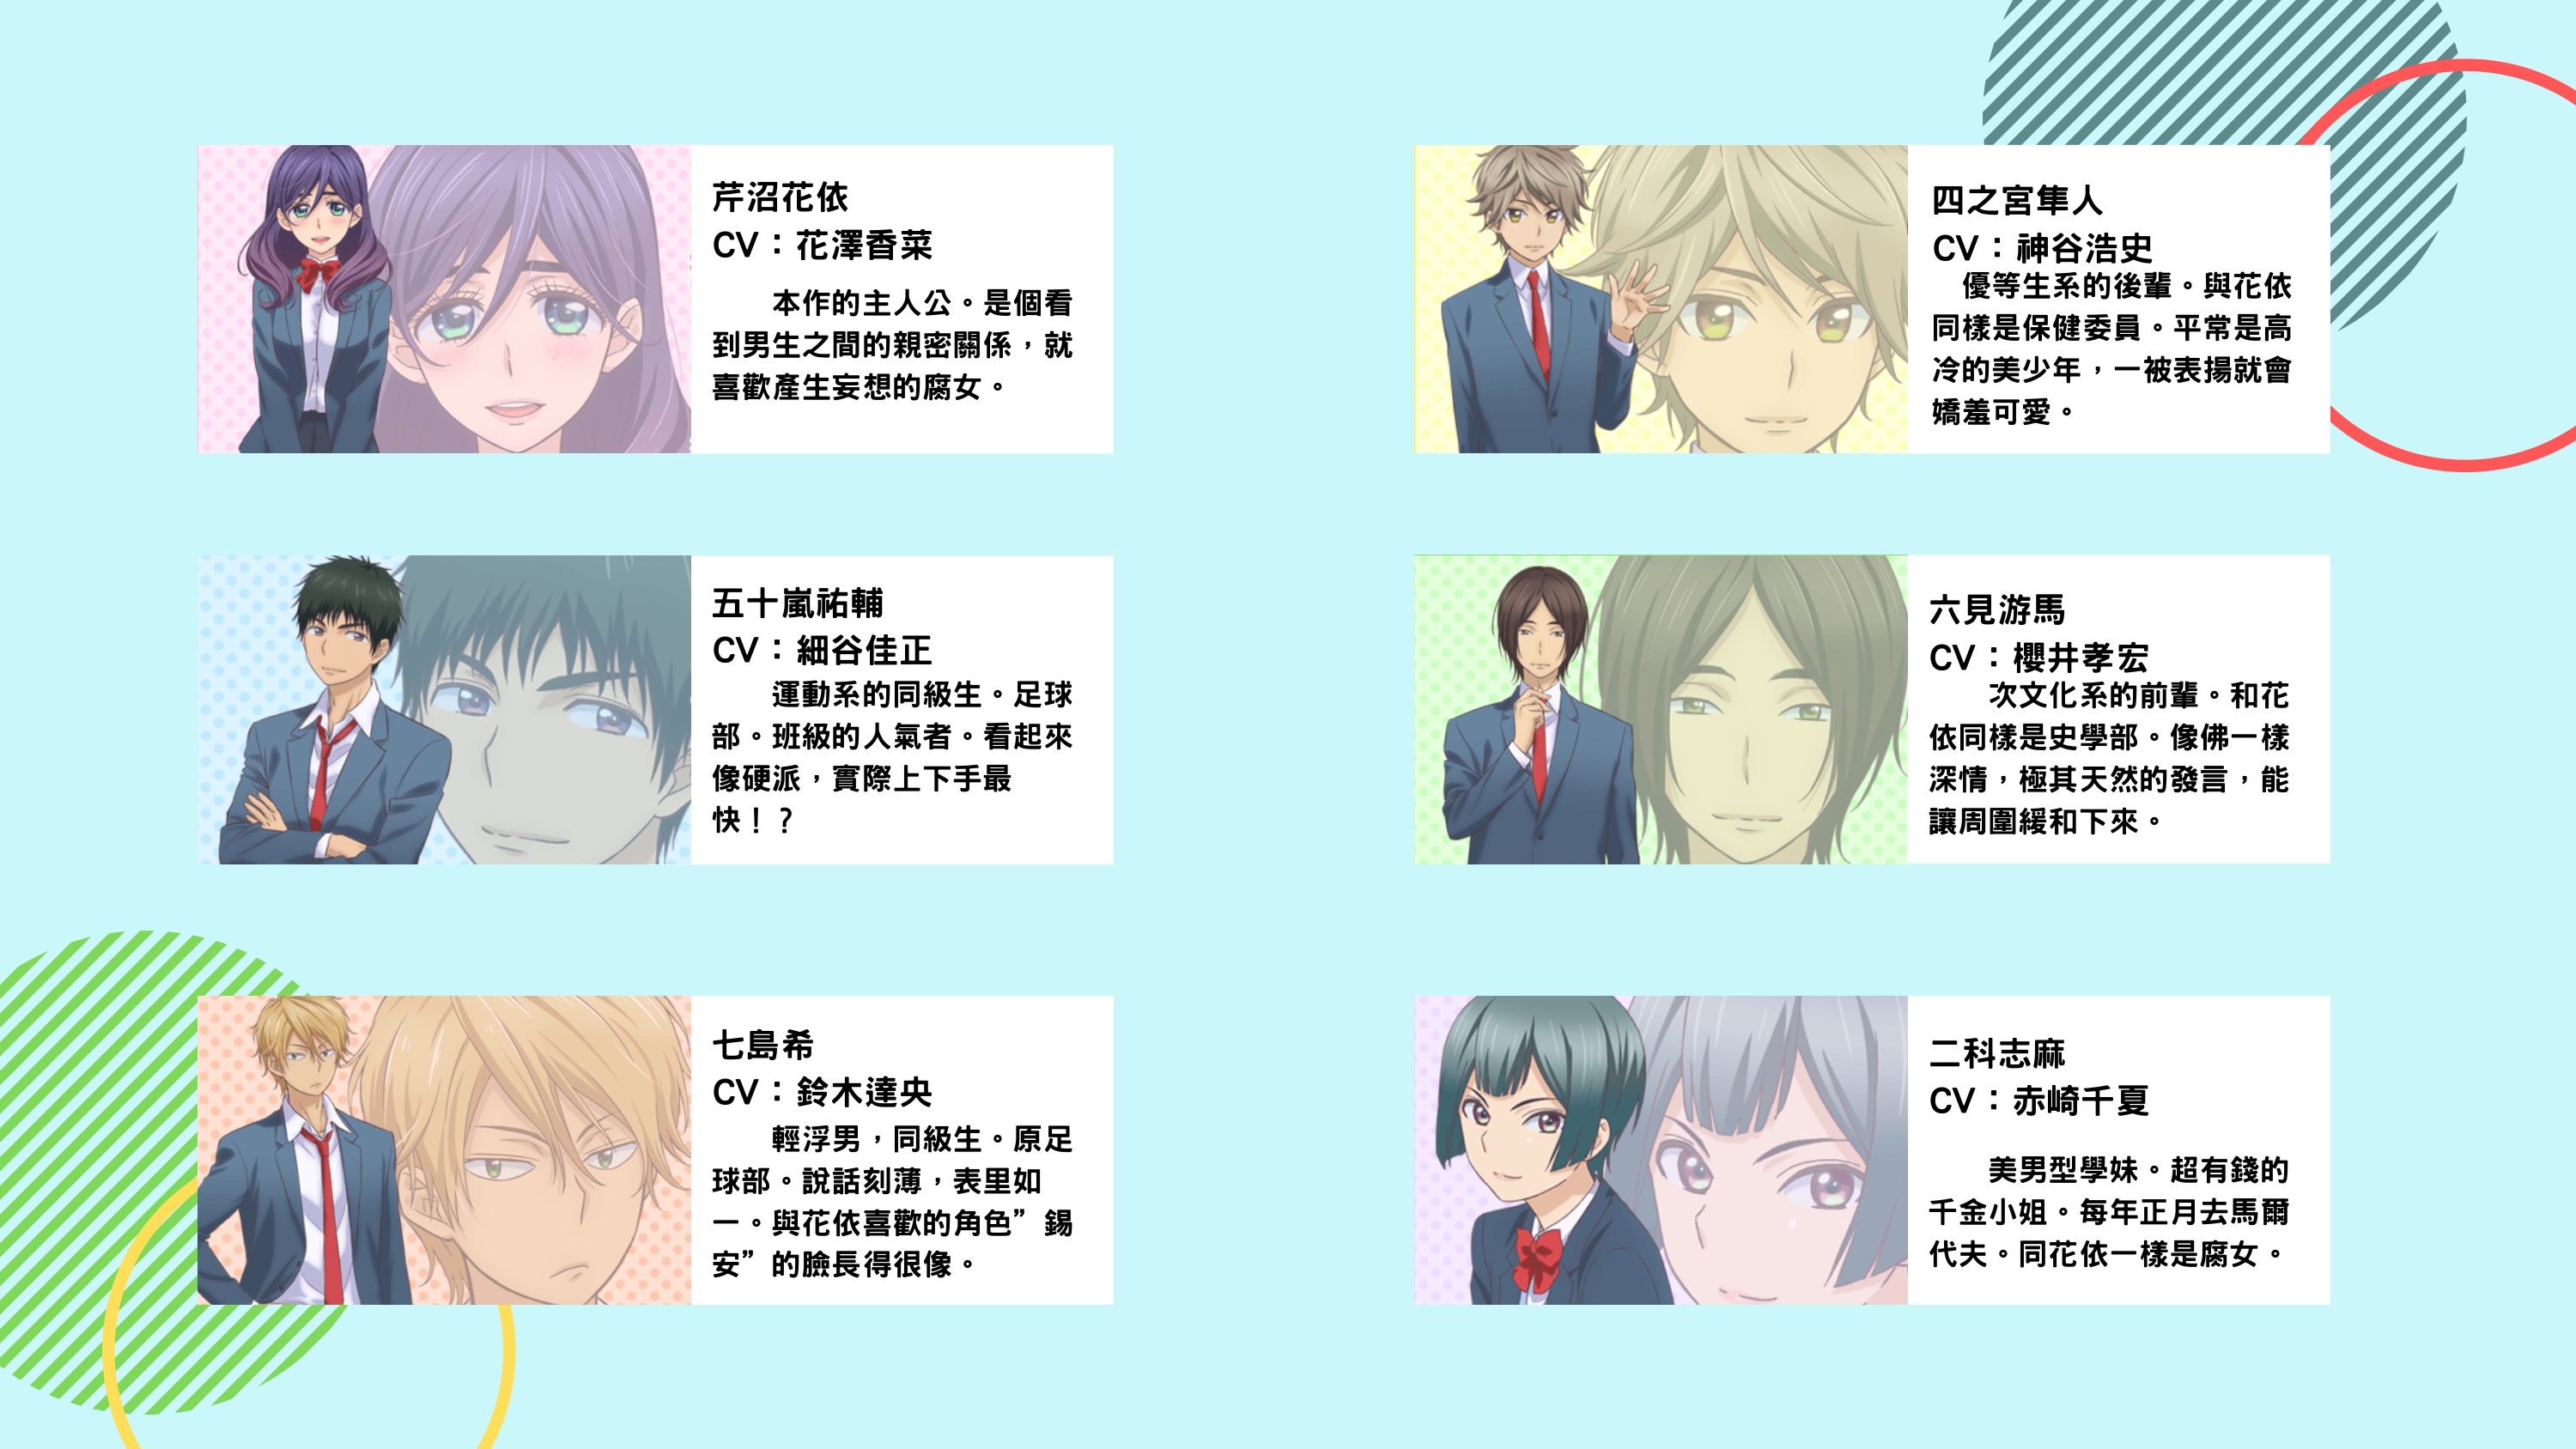 芹沼花依
CV：花澤香菜
本作的主人公。是個看
到男生之間的親密關係，就
喜歡產生妄想的腐女。
四之宮隼人
CV：神谷浩史
優等生系的後輩。與花依
同樣是保健委員。平常是高
冷的美少年，一被表揚就會
嬌羞可愛。
五十嵐祐輔
CV：細谷佳正
運動系的同級生。足球
部。班級的人氣者。看起來
像硬派，實際上下手最
快！？
六見游馬
CV：櫻井孝宏
次文化系的前輩。和花
依同樣是史學部。像佛一樣
深情，極其天然的發言，能
讓周圍緩和下來。
七島希
CV：鈴木達央
輕浮男，同級生。原足
球部。說話刻薄，表里如
一。與花依喜歡的角色”錫
安”的臉長得很像。
二科志麻
CV：赤崎千夏
美男型學妹。超有錢的
千金小姐。每年正月去馬爾
代夫。同花依一樣是腐女。